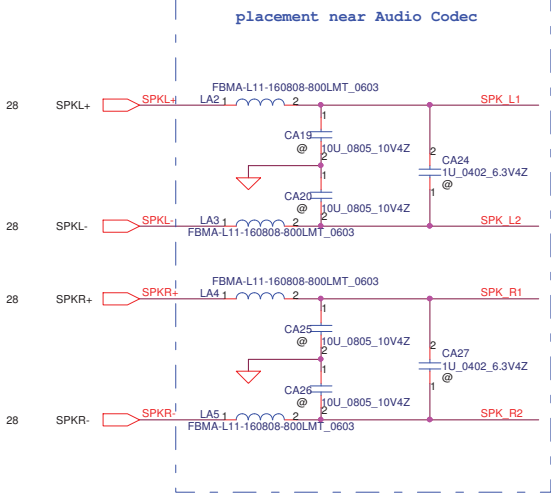 placement near Audio Codec
FBMA-L11-160808-800LMT_0603
28 SPKL+ SPKL+ LA2 1 2 SPK_L1
1
CA19
@ 10U_0805_10V4Z
2
2 CA24
1U_0402_6.3V4Z
1 @
1
CA20
@ 10U_0805_10V4Z
2
28 SPKL- SPKL- LA3 1 2 SPK_L2
FBMA-L11-160808-800LMT_0603
FBMA-L11-160808-800LMT_0603
28 SPKR+ SPKR+ LA4 1 2 SPK_R1
1
CA25
@ 10U_0805_10V4Z
2
2 CA27
1U_0402_6.3V4Z
1 @
1
CA26
@ 10U_0805_10V4Z
2
28 SPKR- SPKR- LA5 1 2 SPK_R2
FBMA-L11-160808-800LMT_0603